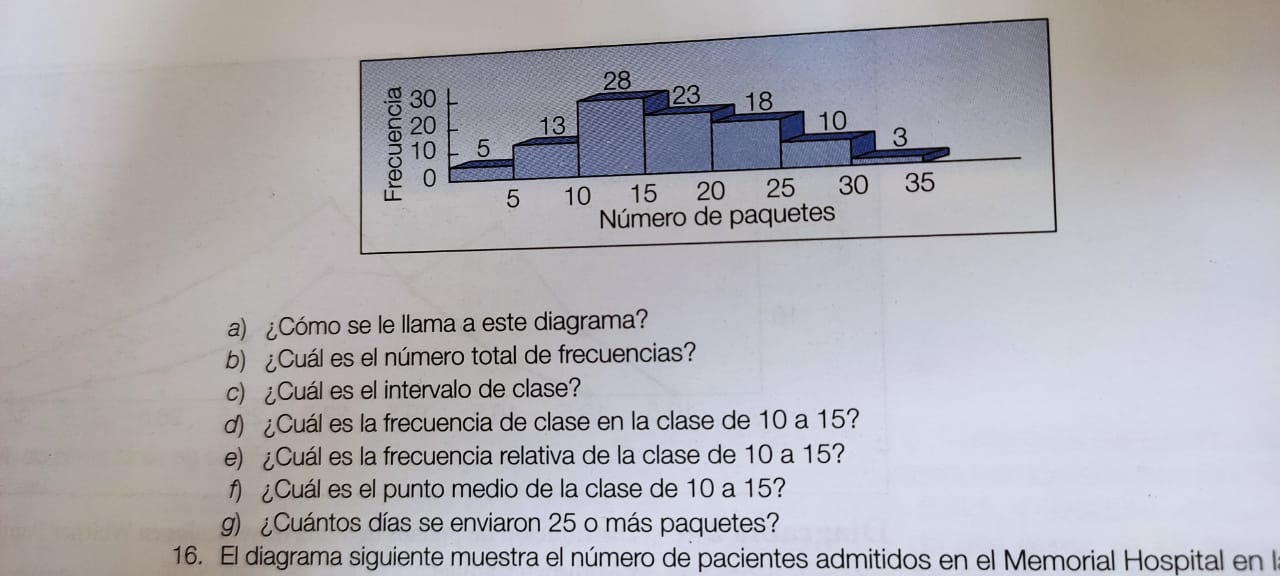 28
30
23
18
20
13
10
10
5
3
0
Frecuencia
5 10 15 20 25 30 35
Número de paquetes
a) ¿Cómo se le llama a este diagrama?
b) ¿Cuál es el número total de frecuencias?
c) ¿Cuál es el intervalo de clase?
d) ¿Cuál es la frecuencia de clase en la clase de 10 a 15?
e) ¿Cuál es la frecuencia relativa de la clase de 10 a 15?
f) ¿Cuál es el punto medio de la clase de 10 a 15?
g) ¿Cuántos días se enviaron 25 o más paquetes?
16. El diagrama siguiente muestra el número de pacientes admitidos en el Memorial Hospital en